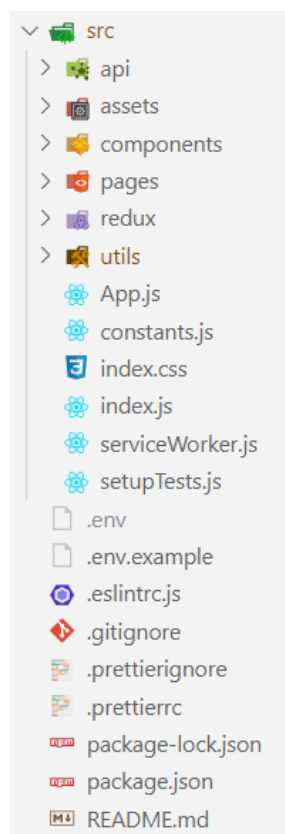 src
api
assets
components
pages
redux
utils
App.js
constants.js
index.css
index.js
serviceWorker.js
setupTests.js
.env
.env.example
.eslintrc.js
.gitignore
.prettierignore
.prettierrc
package-lock.json
package.json
README.md